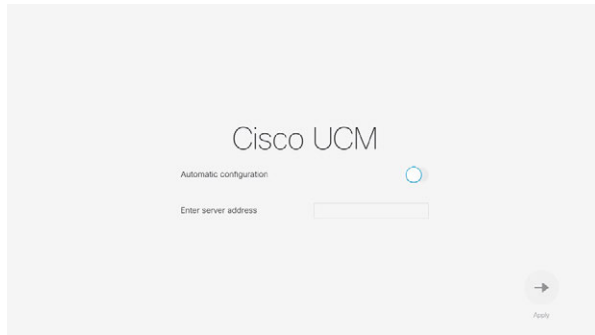 Cisco UCM
Automatic configuration
Enter server address
Apply